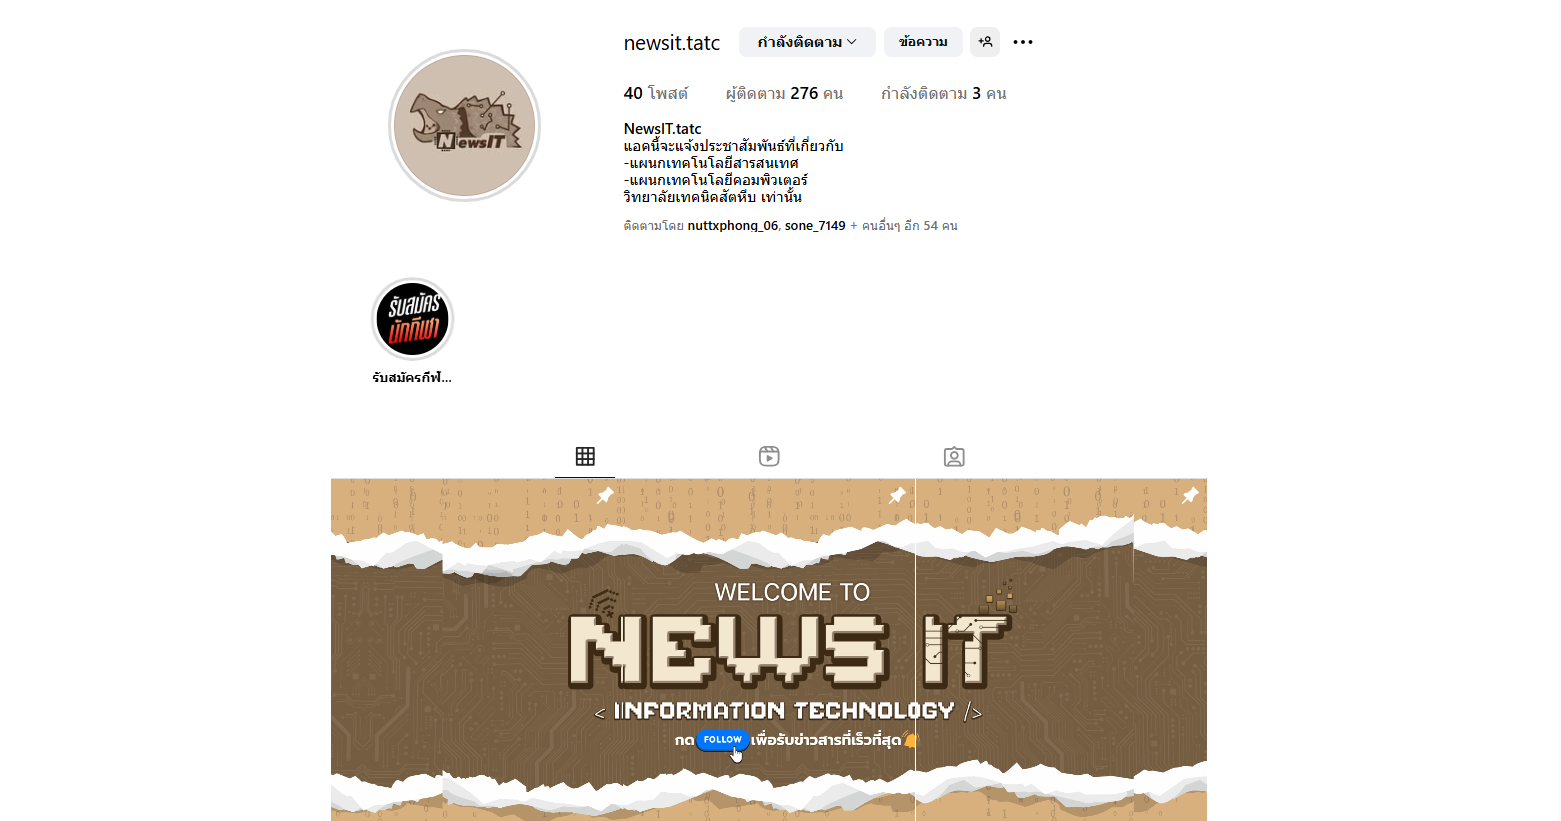 newsit.tatc
กำลังติดตาม
ข้อความ
40 โพสต์
ผู้ติดตาม 276 คน
กำลังติดตาม 3 คน
NewsIT
NewsIT.tatc
แอคนี้จะแจ้งประชาสัมพันธ์ที่เกี่ยวกับ
-แผนกเทคโนโลยีสารสนเทศ
-แผนกเทคโนโลยีคอมพิวเตอร์
วิทยาลัยเทคนิคสัตหีบ เท่านั้น
ติดตามโดย nuttxphong_06, sone_7149 + คนอื่นๆ อีก 54 คน
รับสมัคร
นักกีฬา
รับสมัครกีฬ...
WELCOME TO
NEWS IT
< INFORMATION TECHNOLOGY />
กด FOLLOW เพื่อรับข่าวสารที่เร็วที่สุด